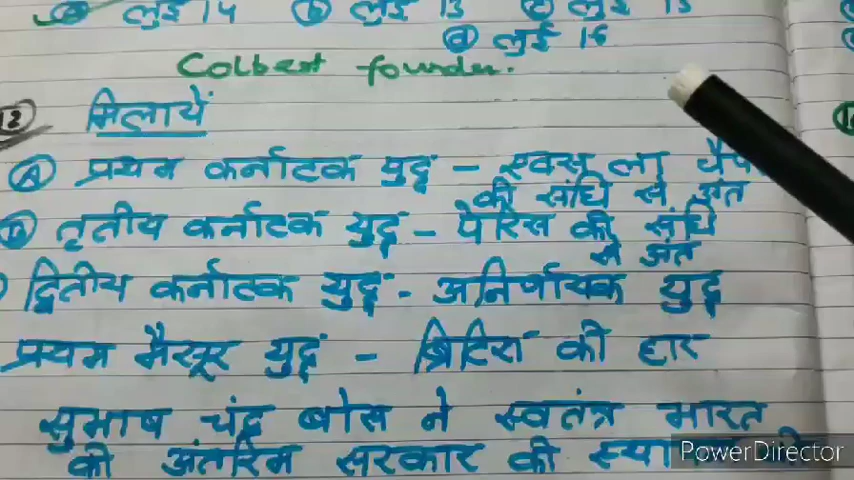 (a) लुई 14 (b) लुई 13 (c) लुई 15
(d) लुई 16
Colbert founder.
12 मिलायें
(A) प्रथम कर्नाटक युद्ध - एक्स ला
की संधि से अंत
(b) तृतीय कर्नाटक युद्ध - पेरिस की संधि
से अंत
द्वितीय कर्नाटक युद्ध - अनिर्णायक युद्ध
प्रथम मैसूर युद्ध - ब्रिटिश की हार
सुभाष चंद्र बोस ने स्वतंत्र भारत
की अंतरिम सरकार की
PowerDirector